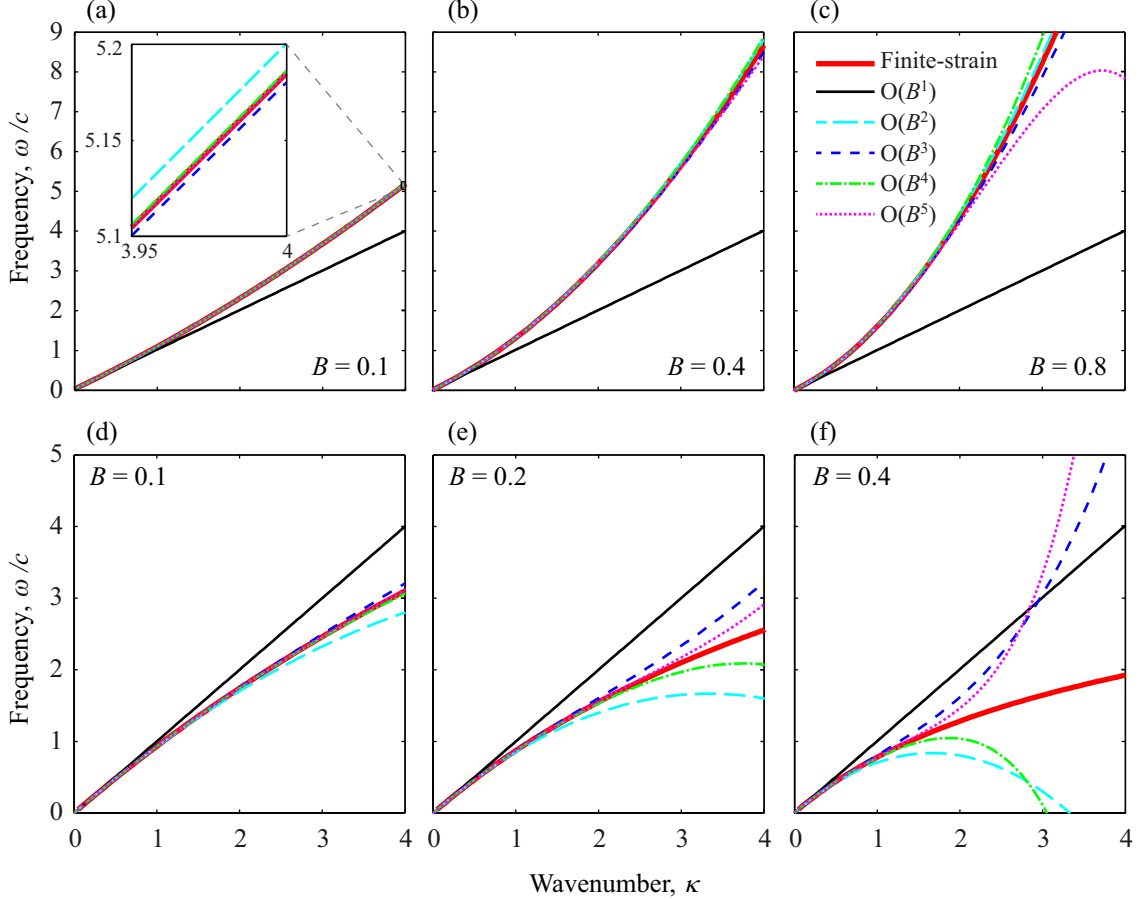 (a)
(b)
(c)
9
8
7
6
5
4
3
2
1
0
Frequency, ω/c
5.2
5.15
5.1
3.95
4
B = 0.1
B = 0.4
B = 0.8
Finite-strain
O(B¹)
O(B²)
O(B³)
O(B⁴)
O(B⁵)
(d)
(e)
(f)
5
4
3
2
1
0
Frequency, ω/c
B = 0.1
B = 0.2
B = 0.4
0 1 2 3 4
0 1 2 3 4
0 1 2 3 4
Wavenumber, κ